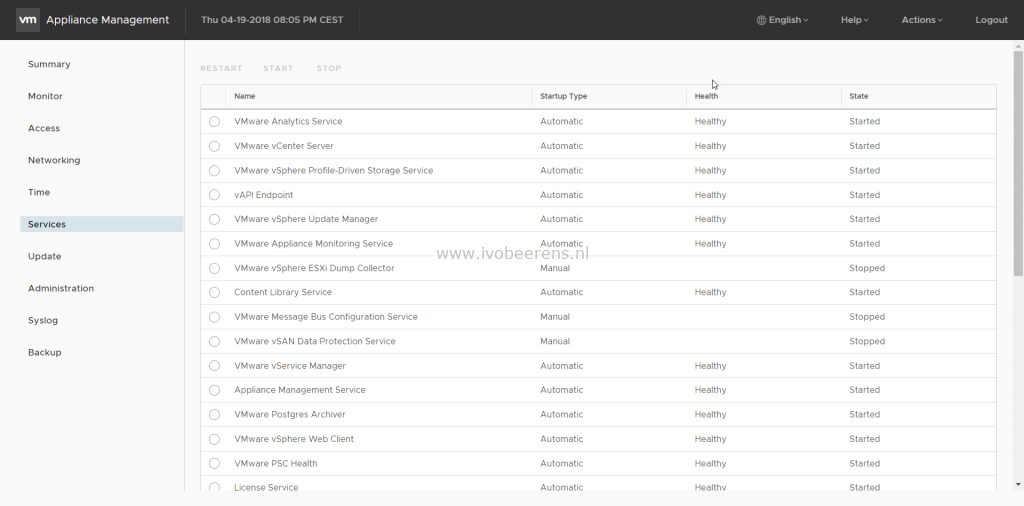 vm Appliance Management Thu 04-19-2018 08:05 PM CEST English Help Actions Logout
Summary
Monitor
Access
Networking
Time
Services
Update
Administration
Syslog
Backup
RESTART START STOP
Name Startup Type Health State
VMware Analytics Service Automatic Healthy Started
VMware vCenter Server Automatic Healthy Started
VMware vSphere Profile-Driven Storage Service Automatic Healthy Started
vAPI Endpoint Automatic Healthy Started
VMware vSphere Update Manager Automatic Healthy Started
VMware Appliance Monitoring Service Automatic Healthy Started
www.ivobeerens.nl
VMware vSphere ESXi Dump Collector Manual Stopped
Content Library Service Automatic Healthy Started
VMware Message Bus Configuration Service Manual Stopped
VMware vSAN Data Protection Service Manual Stopped
VMware vService Manager Automatic Healthy Started
Appliance Management Service Automatic Healthy Started
VMware Postgres Archiver Automatic Healthy Started
VMware vSphere Web Client Automatic Healthy Started
VMware PSC Health Automatic Healthy Started
License Service Automatic Healthy Started